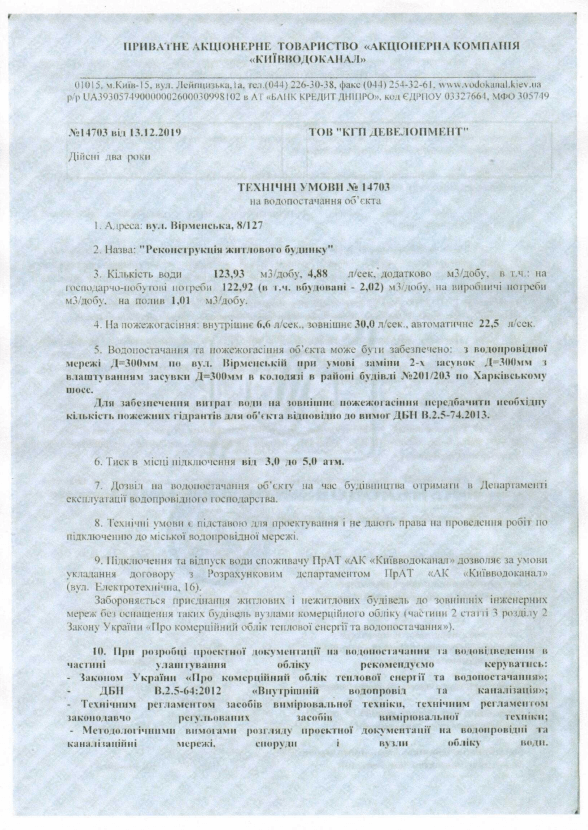 ПРИВАТНЕ АКЦІОНЕРНЕ ТОВАРИСТВО «АКЦІОНЕРНА КОМПАНІЯ
«КИЇВВОДОКАНАЛ»
01015, м.Київ-15, вул. Лейпцизька,1а, тел.(044) 226-30-38, факс (044) 254-32-61, www.vodokanal.kiev.ua
р/р UA393057490000002600030998102 в АТ «БАНК КРЕДИТ ДНІПРО», код ЄДРПОУ 03327664, МФО 305749
№14703 від 13.12.2019
ТОВ "КГП ДЕВЕЛОПМЕНТ"
Дійсні два роки
ТЕХНІЧНІ УМОВИ № 14703
на водопостачання об’єкта
1. Адреса: вул. Вірменська, 8/127
2. Назва: "Реконструкція житлового будинку"
3. Кількість води 123,93 м3/добу, 4,88 л/сек, додатково м3/добу, в т.ч.: на
господарчо-побутові потреби 122,92 (в т.ч. вбудовані - 2,02) м3/добу, на виробничі потреби
м3/добу, на полив 1,01 м3/добу.
4. На пожежогасіння: внутрішнє 6,6 л/сек., зовнішнє 30,0 л/сек., автоматичне 22,5 л/сек.
5. Водопостачання та пожежогасіння об’єкта може бути забезпечено: з водопровідної
мережі Д=300мм по вул. Вірменській при умові заміни 2-х засувок Д=300мм з
влаштуванням засувки Д=300мм в колодязі в районі будівлі №201/203 по Харківському
шосе.
Для забезпечення витрат води на зовнішнє пожежогасіння передбачити необхідну
кількість пожежних гідрантів для об'єкта відповідно до вимог ДБН В.2.5-74.2013.
6. Тиск в місці підключення від 3,0 до 5,0 атм.
7. Дозвіл на водопостачання об’єкту на час будівництва отримати в Департаменті
експлуатації водопровідного господарства.
8. Технічні умови є підставою для проектування і не дають права на проведення робіт по
підключенню до міської водопровідної мережі.
9. Підключення та відпуск води споживачу ПрАТ «АК «Київводоканал» дозволяє за умови
укладання договору з Розрахунковим департаментом ПрАТ «АК «Київводоканал»
(вул. Електротехнічна, 16).
Забороняється приєднання житлових і нежитлових будівель до зовнішніх інженерних
мереж без оснащення таких будівель вузлами комерційного обліку (частини 2 статті 3 розділу 2
Закону України «Про комерційний облік теплової енергії та водопостачання»).
10. При розробці проектної документації на водопостачання та водовідведення в
частині улаштування обліку рекомендуємо керуватись:
- Законом України «Про комерційний облік теплової енергії та водопостачання»;
- ДБН В.2.5-64:2012 «Внутрішній водопровід та каналізація»;
- Технічним регламентом засобів вимірювальної техніки, технічним регламентом
законодавчо регульованих засобів вимірювальної техніки;
- Методологічними вимогами розгляду проектної документації на водопровідні та
каналізаційні мережі, споруди і вузли обліку води.